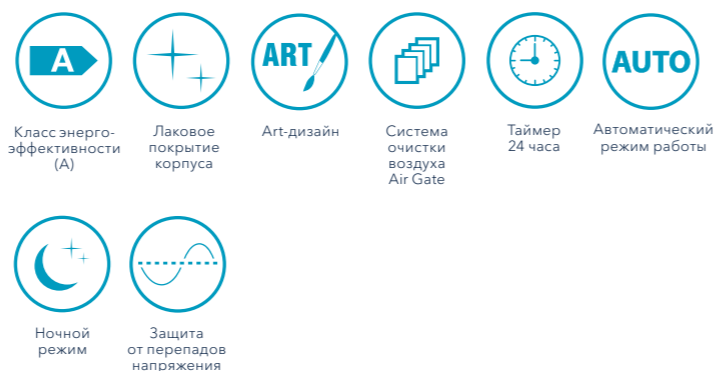 A
ART
AUTO
Класс энерго-
эффективности
(A)
Лаковое
покрытие
корпуса
Art-дизайн
Система
очистки
воздуха
Air Gate
Таймер
24 часа
Автоматический
режим работы
Ночной
режим
Защита
от перепадов
напряжения